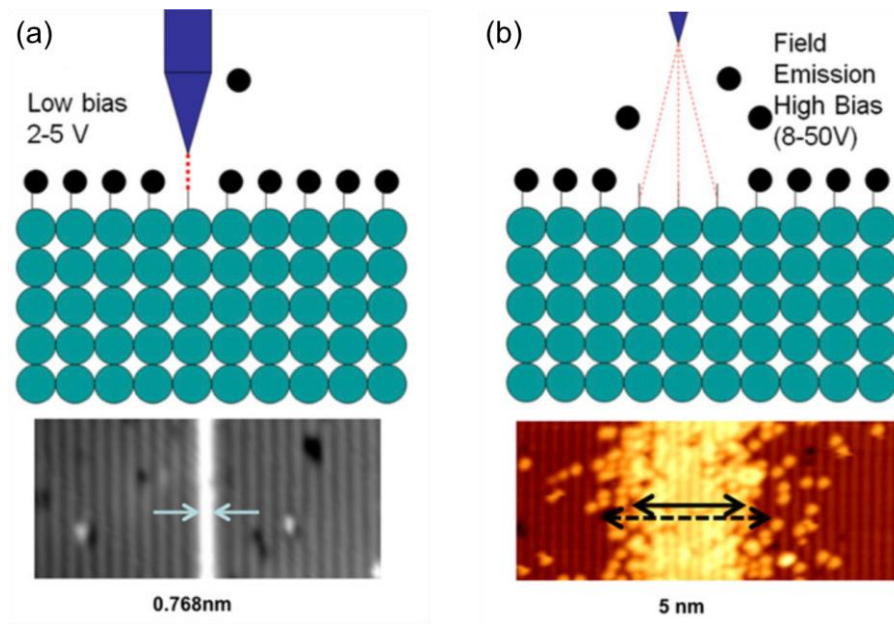 (a)
Low bias
2-5 V
0.768nm
(b)
Field
Emission
High Bias
(8-50V)
5 nm